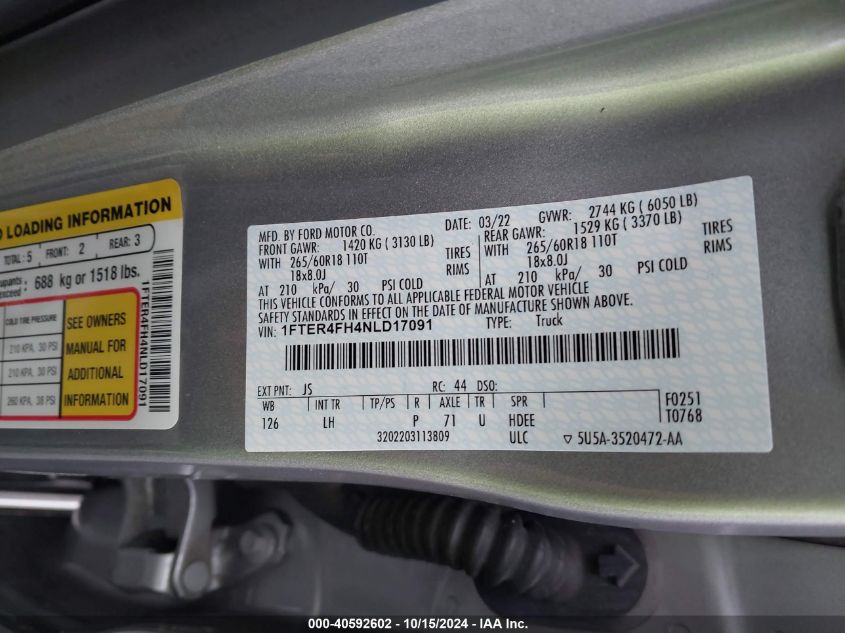 LOADING INFORMATION
TOTAL: 5 FRONT: 2 REAR: 3
688 kg or 1518 lbs.
COLD TIRE PRESSURE
210 KPA, 30 PSI
210 KPA, 30 PSI
260 KPA, 38 PSI
SEE OWNERS
MANUAL FOR
ADDITIONAL
INFORMATION
1FTER4FH4NLD17091
MFD. BY FORD MOTOR CO.
DATE: 03/22 GVWR: 2744 KG ( 6050 LB)
FRONT GAWR: 1420 KG ( 3130 LB)
WITH 265/60R18 110T TIRES
18x8.0J RIMS
AT 210 kPa/ 30 PSI COLD
REAR GAWR: 1529 KG ( 3370 LB)
WITH 265/60R18 110T TIRES
18x8.0J RIMS
AT 210 kPa/ 30 PSI COLD
THIS VEHICLE CONFORMS TO ALL APPLICABLE FEDERAL MOTOR VEHICLE
SAFETY STANDARDS IN EFFECT ON THE DATE OF MANUFACTURE SHOWN ABOVE.
VIN: 1FTER4FH4NLD17091 TYPE: Truck
EXT PNT: JS RC: 44 DSO:
WB INT TR TP/PS R AXLE TR SPR
126 LH P 71 U HDEE
3202203113809 ULC
F0251
T0768
5U5A-3520472-AA
000-40592602 - 10/15/2024 - IAA Inc.